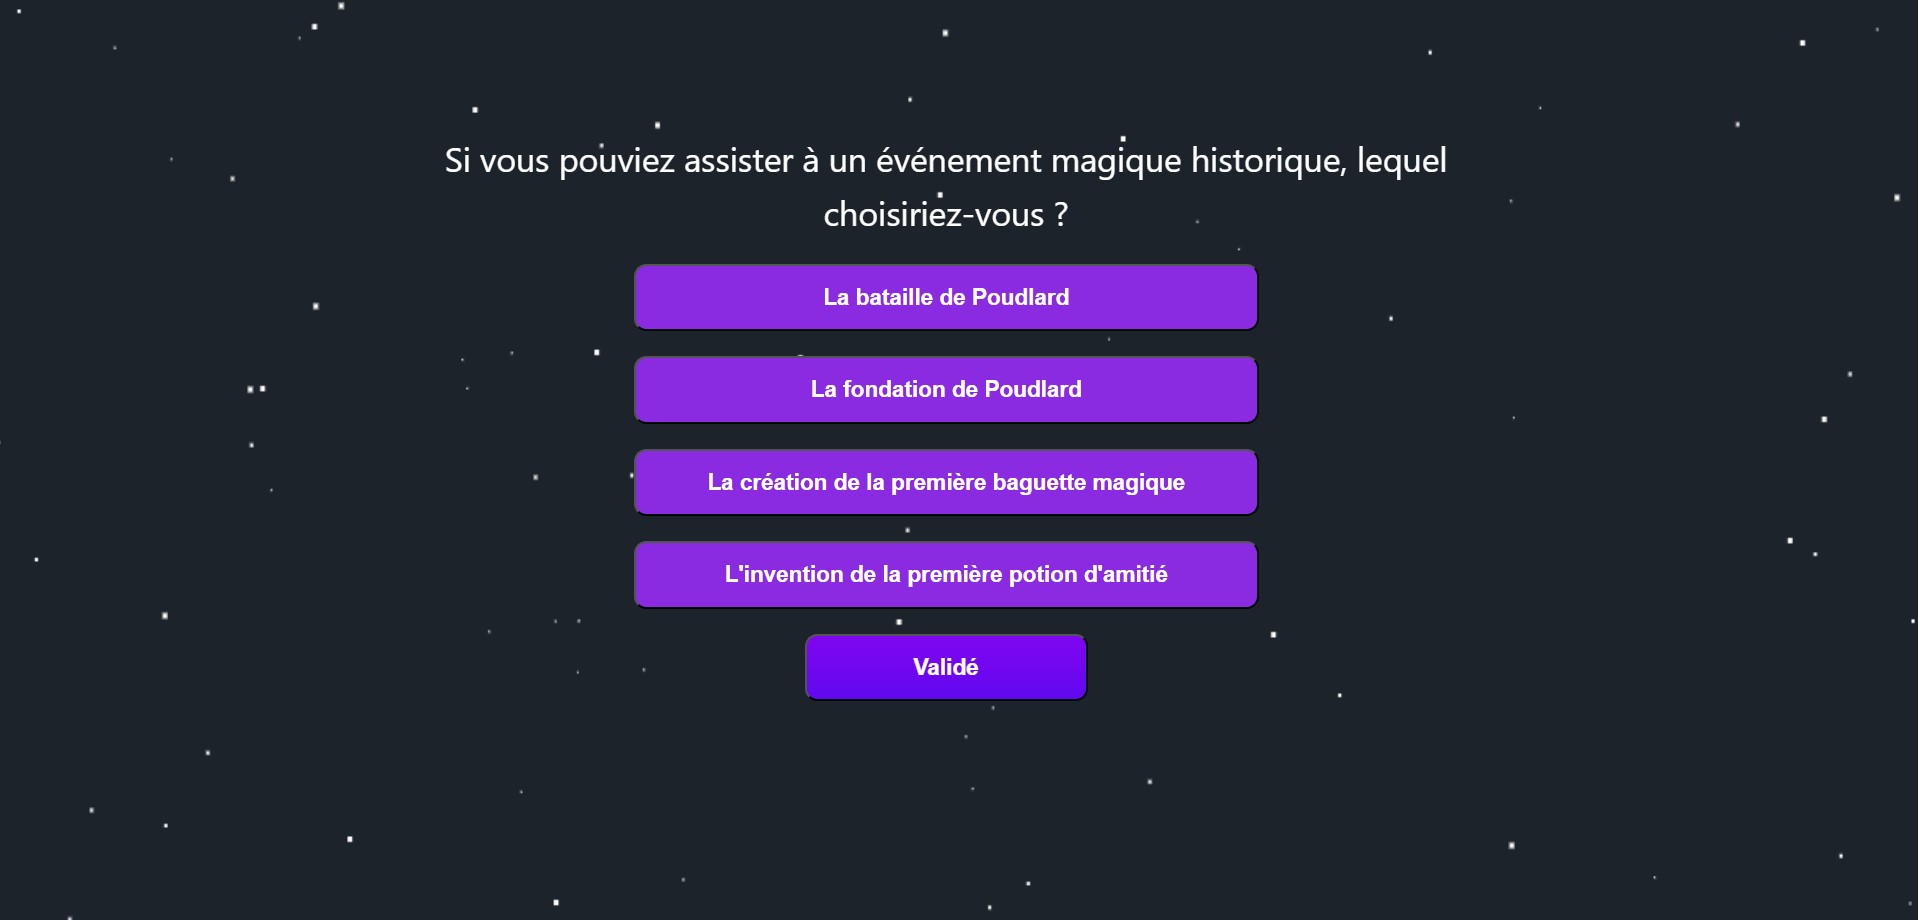 Si vous pouviez assister à un événement magique historique, lequel
choisiriez-vous ?
La bataille de Poudlard
La fondation de Poudlard
La création de la première baguette magique
L'invention de la première potion d'amitié
Validé